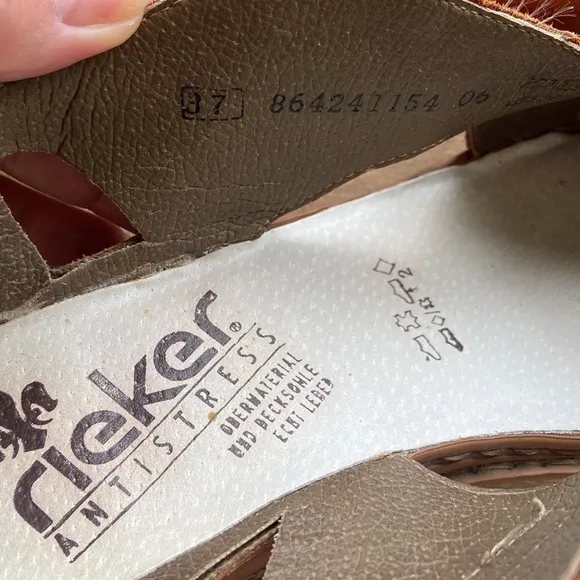 37 864241154 06
rieker®
ANTISTRESS
OBERMATERIAL
UND DECKSOHLE
ECHT LEDER